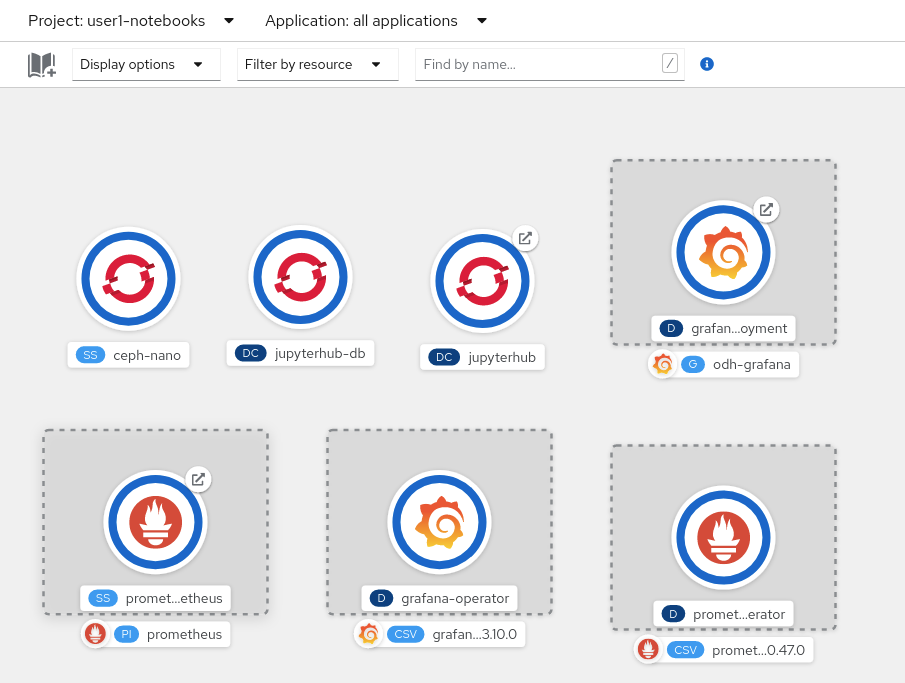 Project: user1-notebooks Application: all applications
Display options Filter by resource Find by name... /
SS ceph-nano
DC jupyterhub-db
DC jupyterhub
D grafan...oyment
G odh-grafana
SS promet...etheus
PI prometheus
D grafana-operator
CSV grafan...3.10.0
D promet...erator
CSV promet...0.47.0